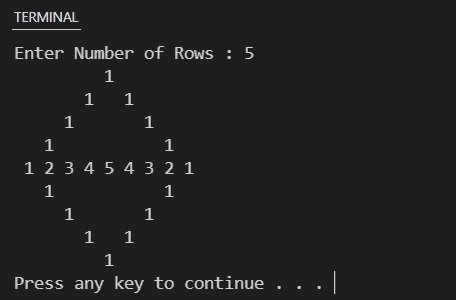 TERMINAL
Enter Number of Rows : 5
         1
       1   1
     1       1
   1           1
 1 2 3 4 5 4 3 2 1
   1           1
     1       1
       1   1
         1
Press any key to continue . . .